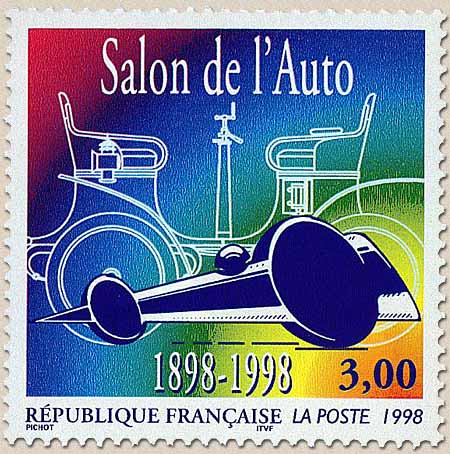 Salon de l'Auto
1898-1998
3,00
RÉPUBLIQUE FRANÇAISE LA POSTE 1998
PICHOT ITVF